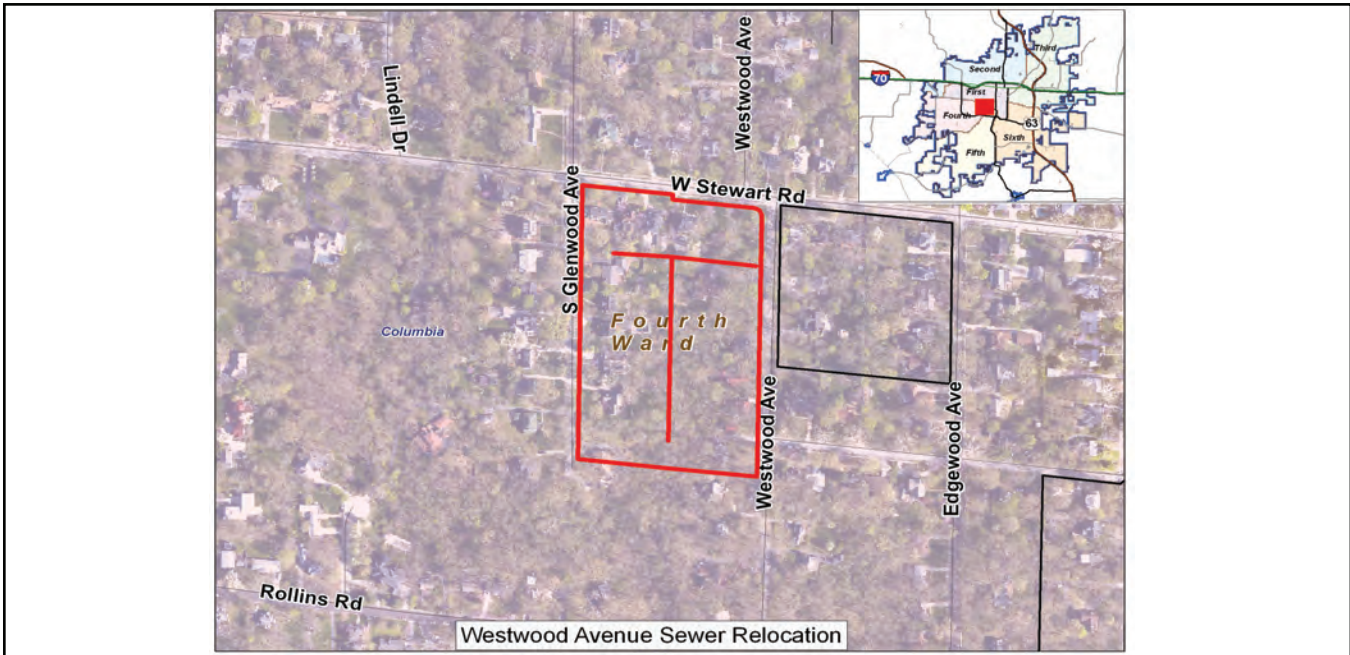 Lindell Dr
Westwood Ave
S Glenwood Ave
W Stewart Rd
Columbia
Fourth
Ward
Westwood Ave
Edgewood Ave
Rollins Rd
Westwood Avenue Sewer Relocation
Third
Second
70
First
Fourth
63
Sixth
Fifth